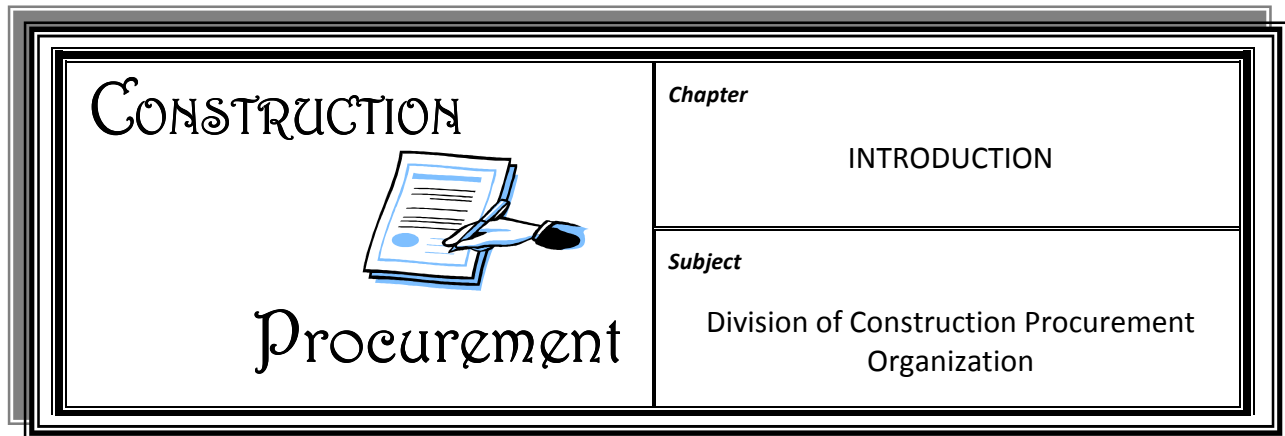 CONSTRUCTION
Procurement
Chapter
INTRODUCTION
Subject
Division of Construction Procurement
Organization